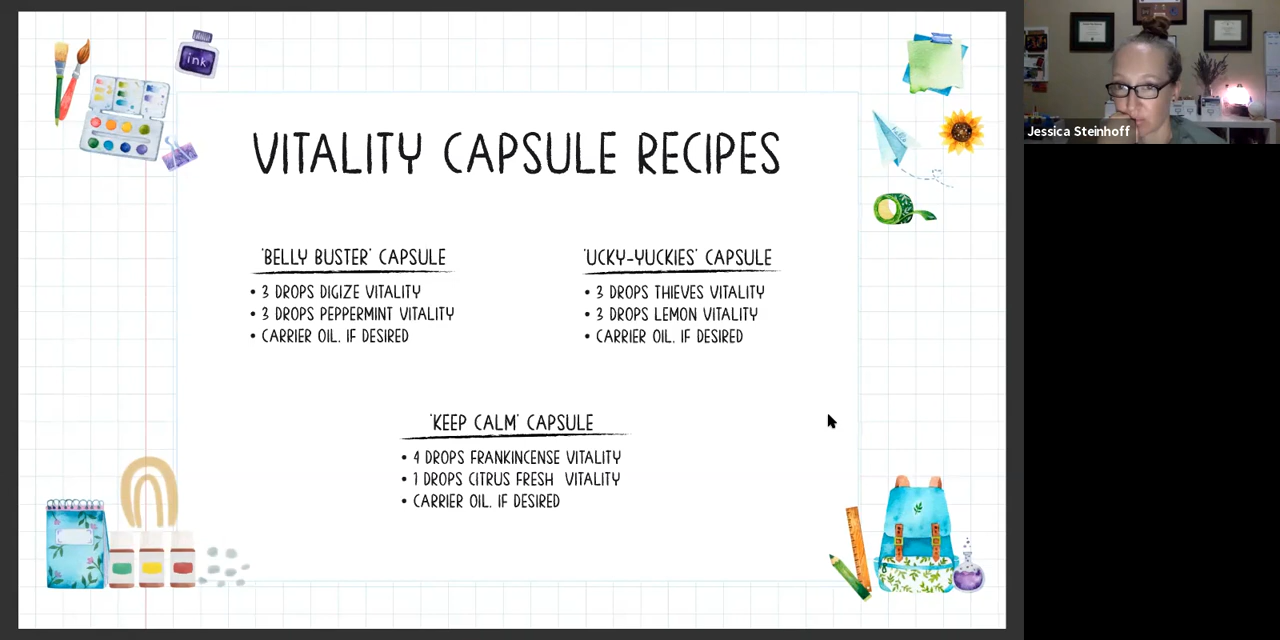 ink
VITALITY CAPSULE RECIPES
'BELLY BUSTER' CAPSULE
• 3 DROPS DIGIZE VITALITY
• 3 DROPS PEPPERMINT VITALITY
• CARRIER OIL, IF DESIRED
'UCKY-YUCKIES' CAPSULE
• 3 DROPS THIEVES VITALITY
• 3 DROPS LEMON VITALITY
• CARRIER OIL, IF DESIRED
'KEEP CALM' CAPSULE
• 4 DROPS FRANKINCENSE VITALITY
• 1 DROPS CITRUS FRESH VITALITY
• CARRIER OIL, IF DESIRED
hello
Jessica Steinhoff